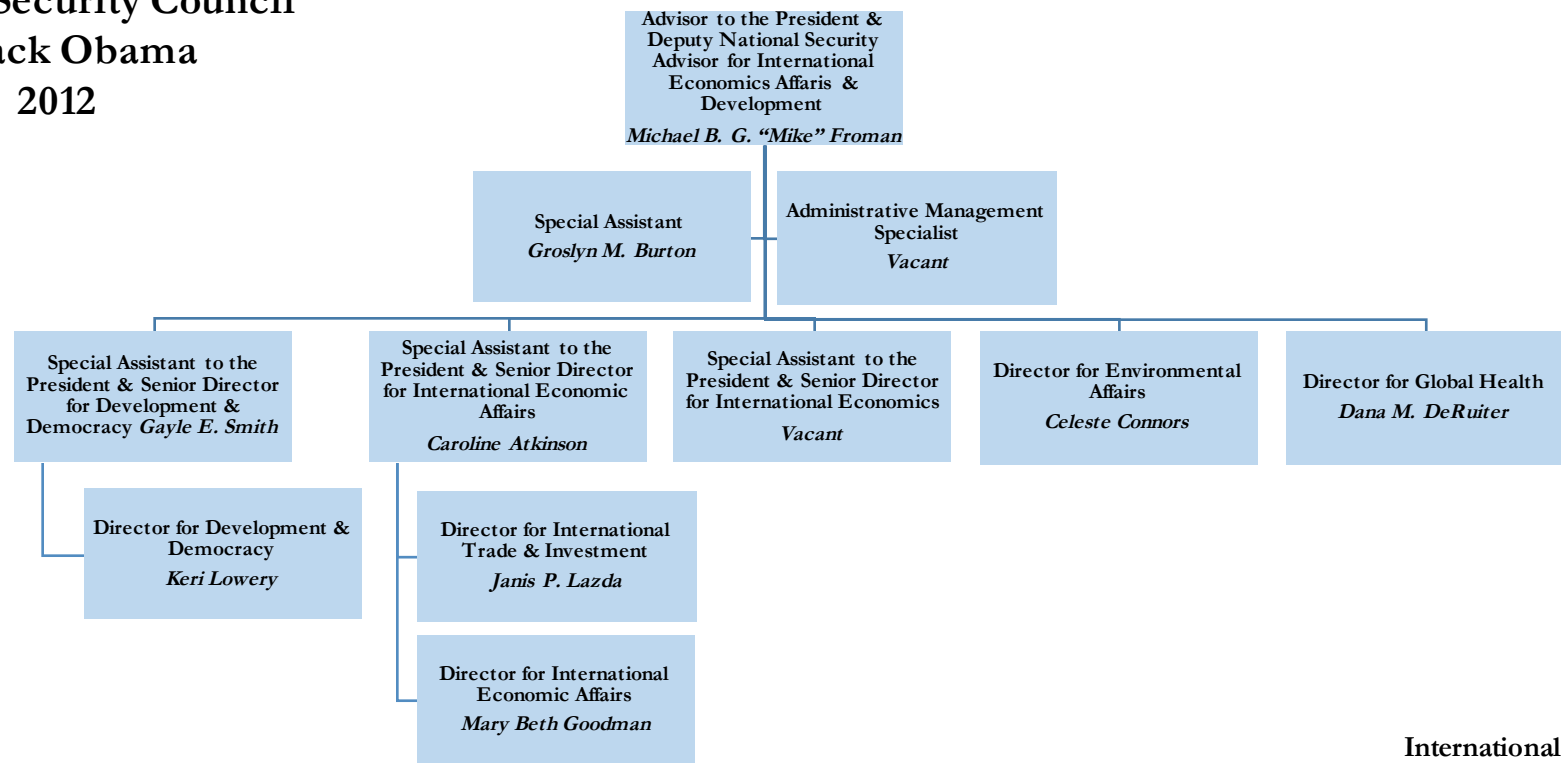 Security Council
ack Obama
2012
Advisor to the President &
Deputy National Security
Advisor for International
Economics Affaris &
Development
Michael B. G. “Mike” Froman
Special Assistant
Groslyn M. Burton
Administrative Management
Specialist
Vacant
Special Assistant to the
President & Senior Director
for Development &
Democracy Gayle E. Smith
Special Assistant to the
President & Senior Director
for International Economic
Affairs
Caroline Atkinson
Special Assistant to the
President & Senior Director
for International Economics
Vacant
Director for Environmental
Affairs
Celeste Connors
Director for Global Health
Dana M. DeRuiter
Director for Development &
Democracy
Keri Lowery
Director for International
Trade & Investment
Janis P. Lazda
Director for International
Economic Affairs
Mary Beth Goodman
International